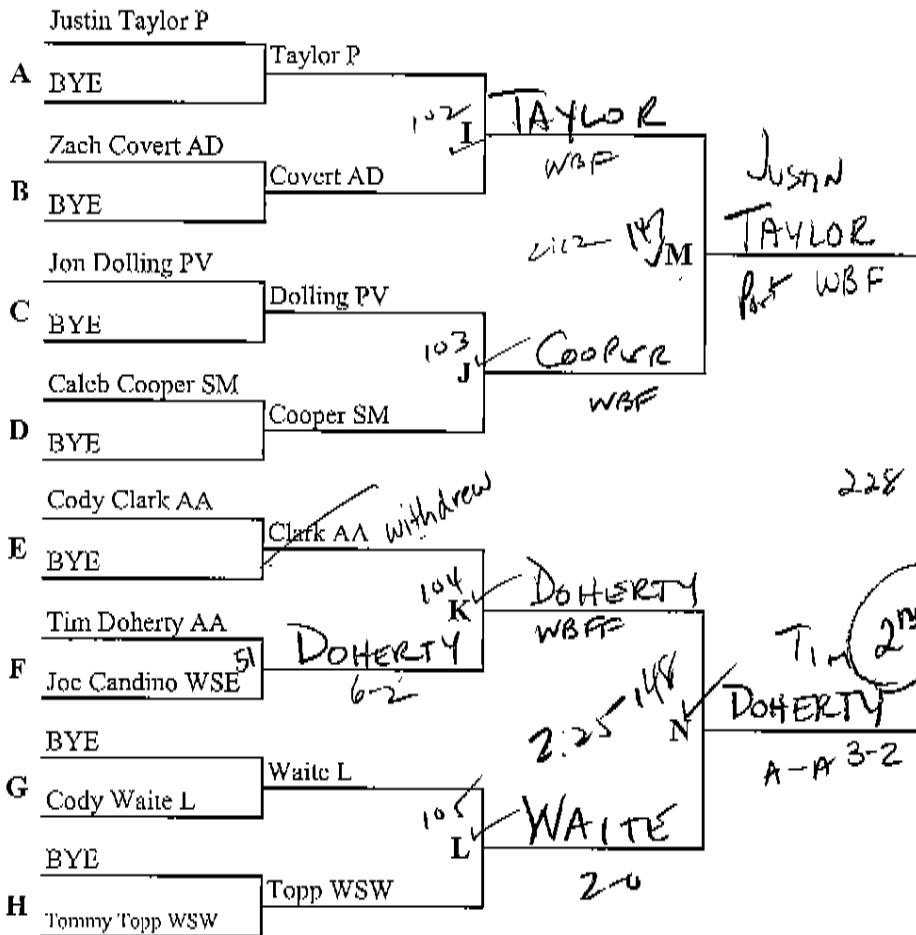 Justin Taylor P
A
BYE
Taylor P
Zach Covert AD
B
BYE
Covert AD
102
I
TAYLOR
WBF
Jon Dolling PV
C
BYE
Dolling PV
Caleb Cooper SM
D
BYE
Cooper SM
103
J
COOPER
WBF
147
M
JUSTIN
TAYLOR
WBF
Cody Clark AA
E
BYE
Clark AA
withdrew
Tim Doherty AA
F
Joe Candino WSE
51
DOHERTY
6-2
104
K
DOHERTY
WBFF
BYE
G
Cody Waite L
Waite L
BYE
H
Tommy Topp WSW
Topp WSW
105
L
WAITE
2-0
2:25
148
N
228
TIM
2ND
DOHERTY
A-A 3-2